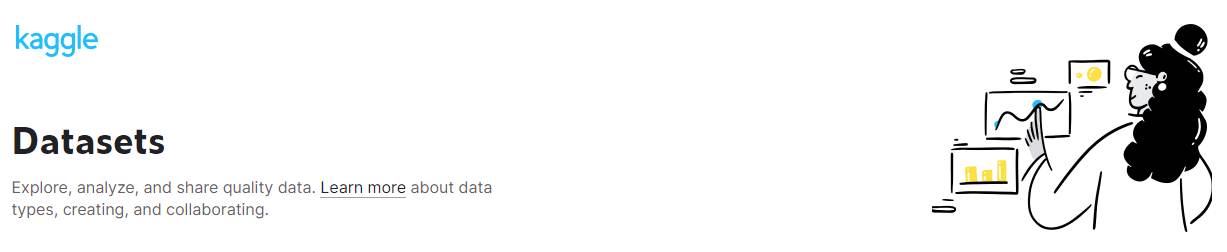 kaggle
Datasets
Explore, analyze, and share quality data. Learn more about data
types, creating, and collaborating.